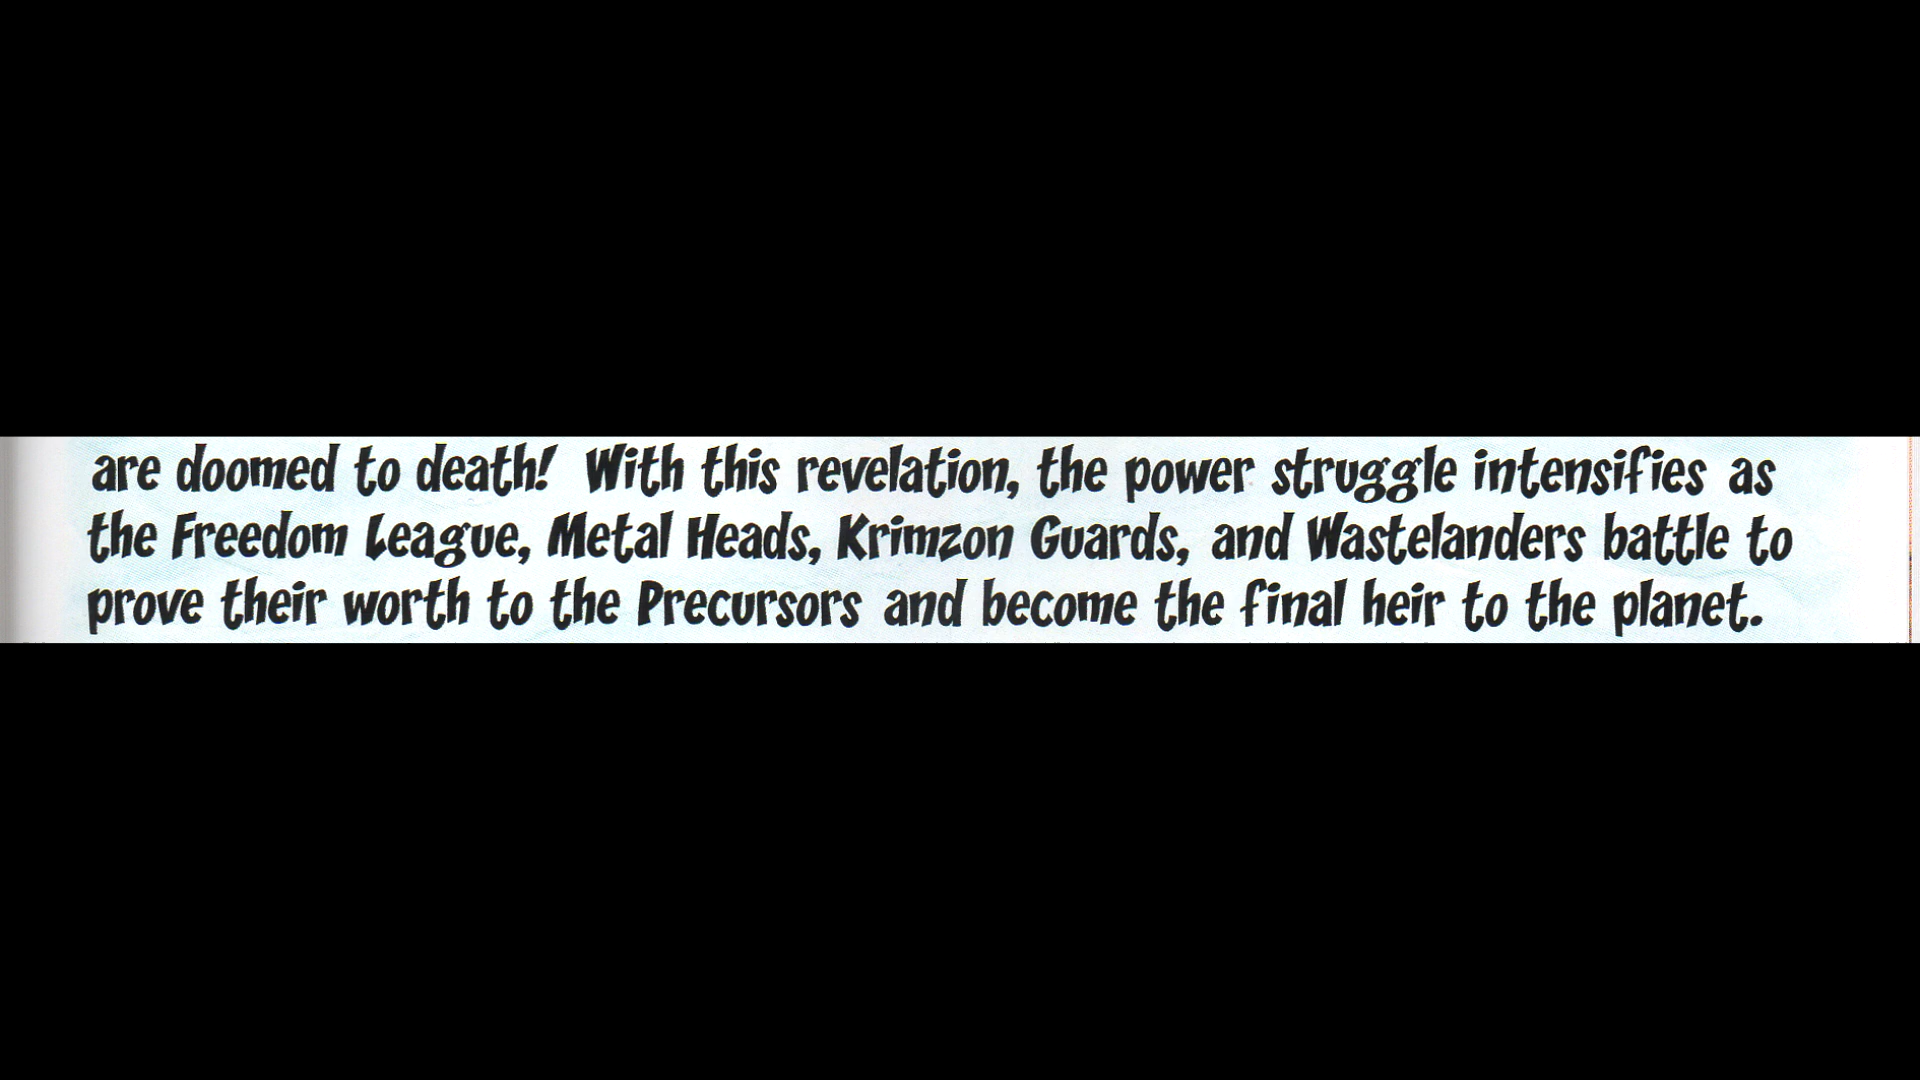 are doomed to death! With this revelation, the power struggle intensifies as
the Freedom League, Metal Heads, Krimzon Guards, and Wastelanders battle to
prove their worth to the Precursors and become the final heir to the planet.